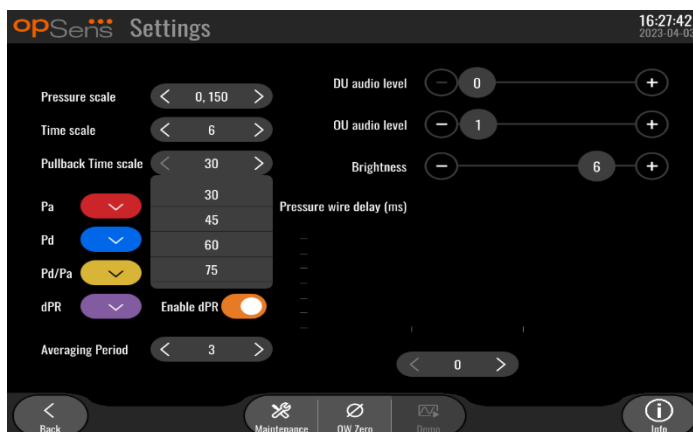 opSens Settings
16:27:42
2023-04-03
Pressure scale 0,150
Time scale 6
Pullback Time scale 30
30
45
60
75
Pa
Pd
Pd/Pa
dPR Enable dPR
Averaging Period 3
DU audio level 0
OU audio level 1
Brightness 6
Pressure wire delay (ms)
0
Back
Maintenance
OW Zero
Demo
Info